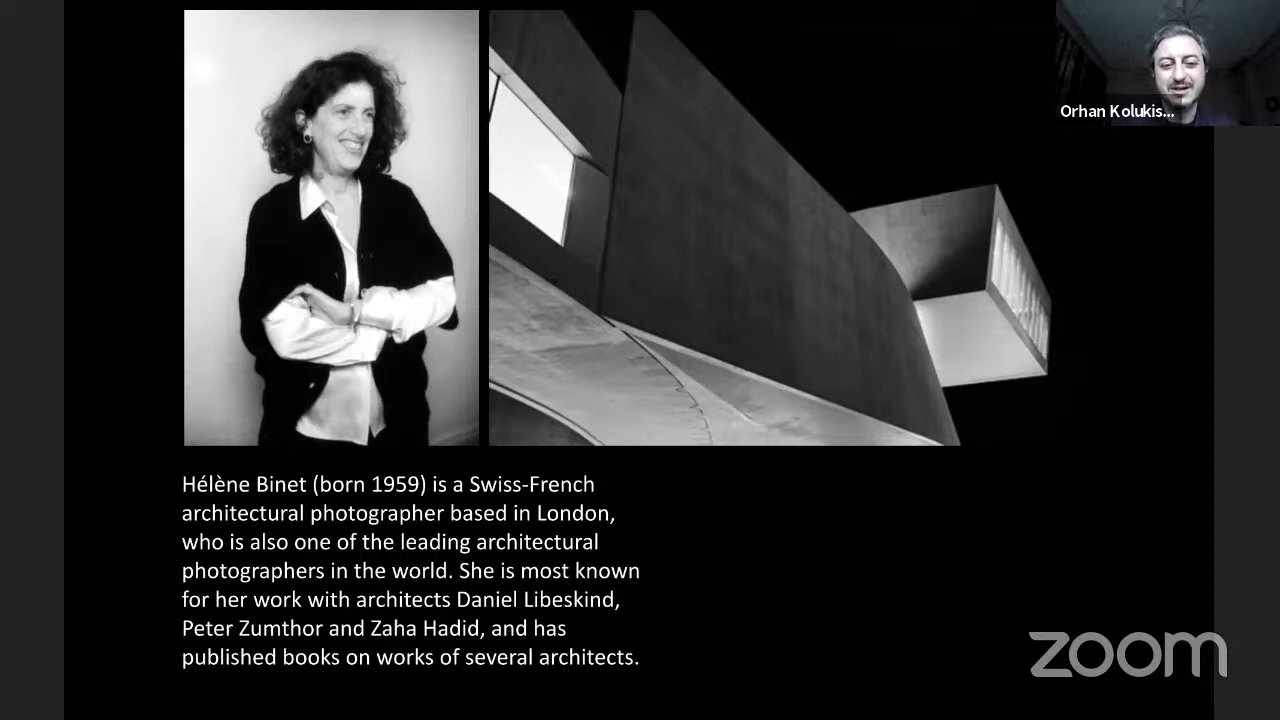 Orhan Kolukis...
Hélène Binet (born 1959) is a Swiss-French
architectural photographer based in London,
who is also one of the leading architectural
photographers in the world. She is most known
for her work with architects Daniel Libeskind,
Peter Zumthor and Zaha Hadid, and has
published books on works of several architects.
zoom